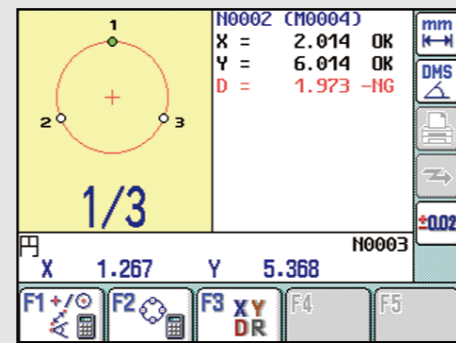 1
2
3
1/3
N0002 (M0004)
X = 2.014 OK
Y = 6.014 OK
D = 1.973 -NG
mm
DMS
±0.02
円
N0003
X 1.267 Y 5.368
F1 +/
F2
F3 XY
DR
F4
F5